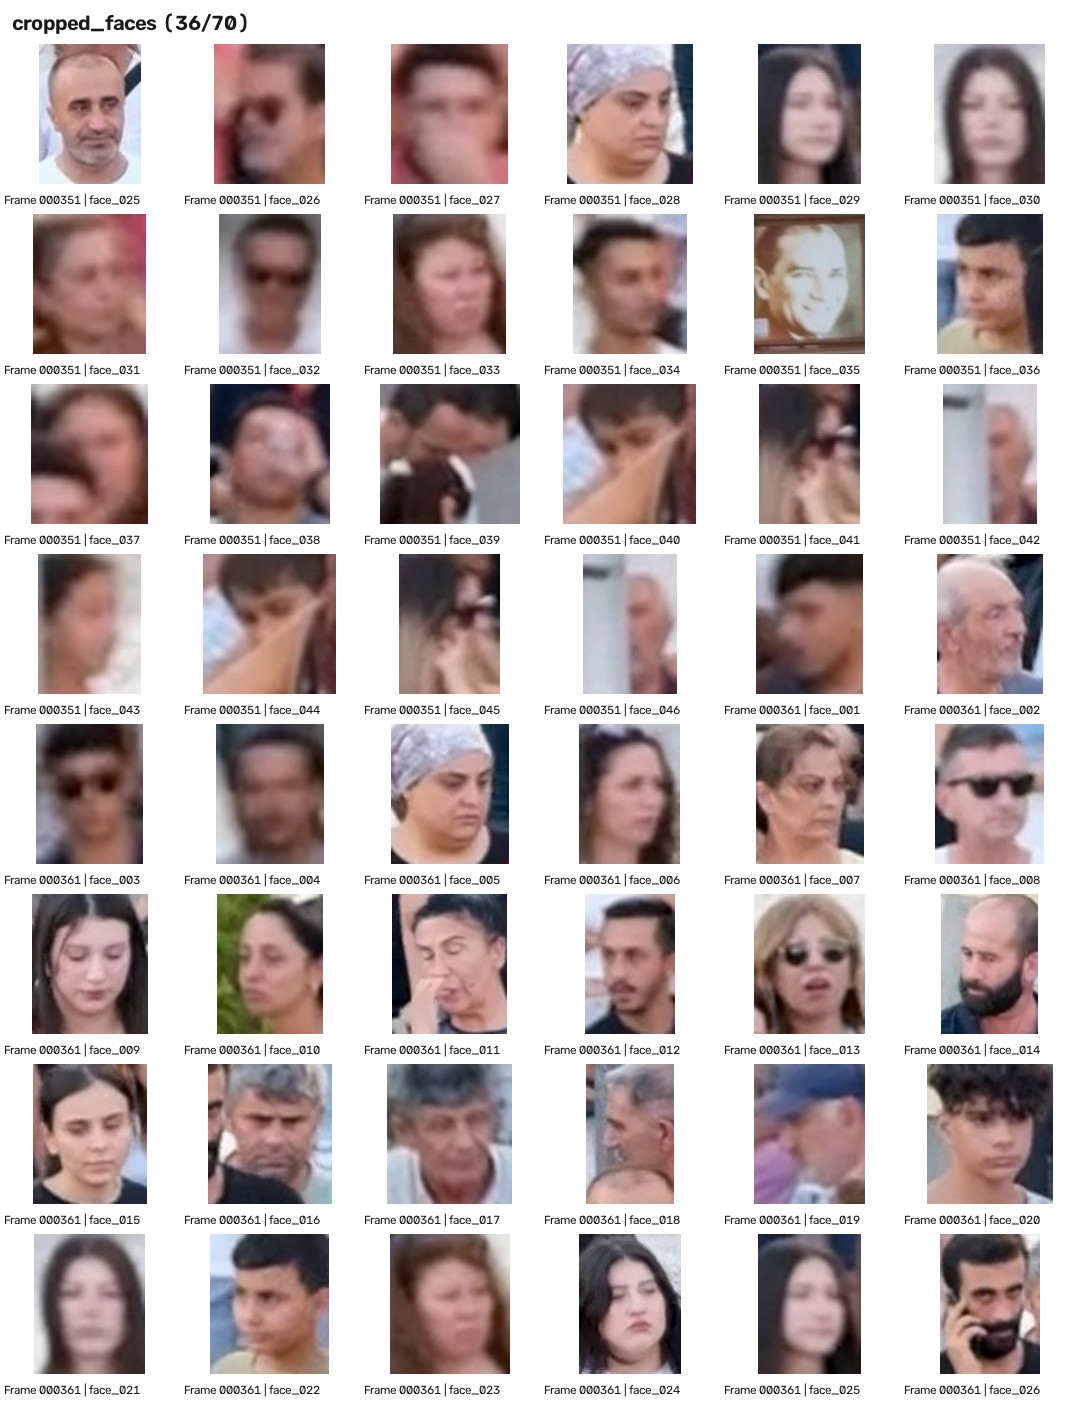 cropped_faces (36/70)
Frame 000351 | face_025
Frame 000351 | face_026
Frame 000351 | face_027
Frame 000351 | face_028
Frame 000351 | face_029
Frame 000351 | face_030
Frame 000351 | face_031
Frame 000351 | face_032
Frame 000351 | face_033
Frame 000351 | face_034
Frame 000351 | face_035
Frame 000351 | face_036
Frame 000351 | face_037
Frame 000351 | face_038
Frame 000351 | face_039
Frame 000351 | face_040
Frame 000351 | face_041
Frame 000351 | face_042
Frame 000351 | face_043
Frame 000351 | face_044
Frame 000351 | face_045
Frame 000351 | face_046
Frame 000361 | face_001
Frame 000361 | face_002
Frame 000361 | face_003
Frame 000361 | face_004
Frame 000361 | face_005
Frame 000361 | face_006
Frame 000361 | face_007
Frame 000361 | face_008
Frame 000361 | face_009
Frame 000361 | face_010
Frame 000361 | face_011
Frame 000361 | face_012
Frame 000361 | face_013
Frame 000361 | face_014
Frame 000361 | face_015
Frame 000361 | face_016
Frame 000361 | face_017
Frame 000361 | face_018
Frame 000361 | face_019
Frame 000361 | face_020
Frame 000361 | face_021
Frame 000361 | face_022
Frame 000361 | face_023
Frame 000361 | face_024
Frame 000361 | face_025
Frame 000361 | face_026